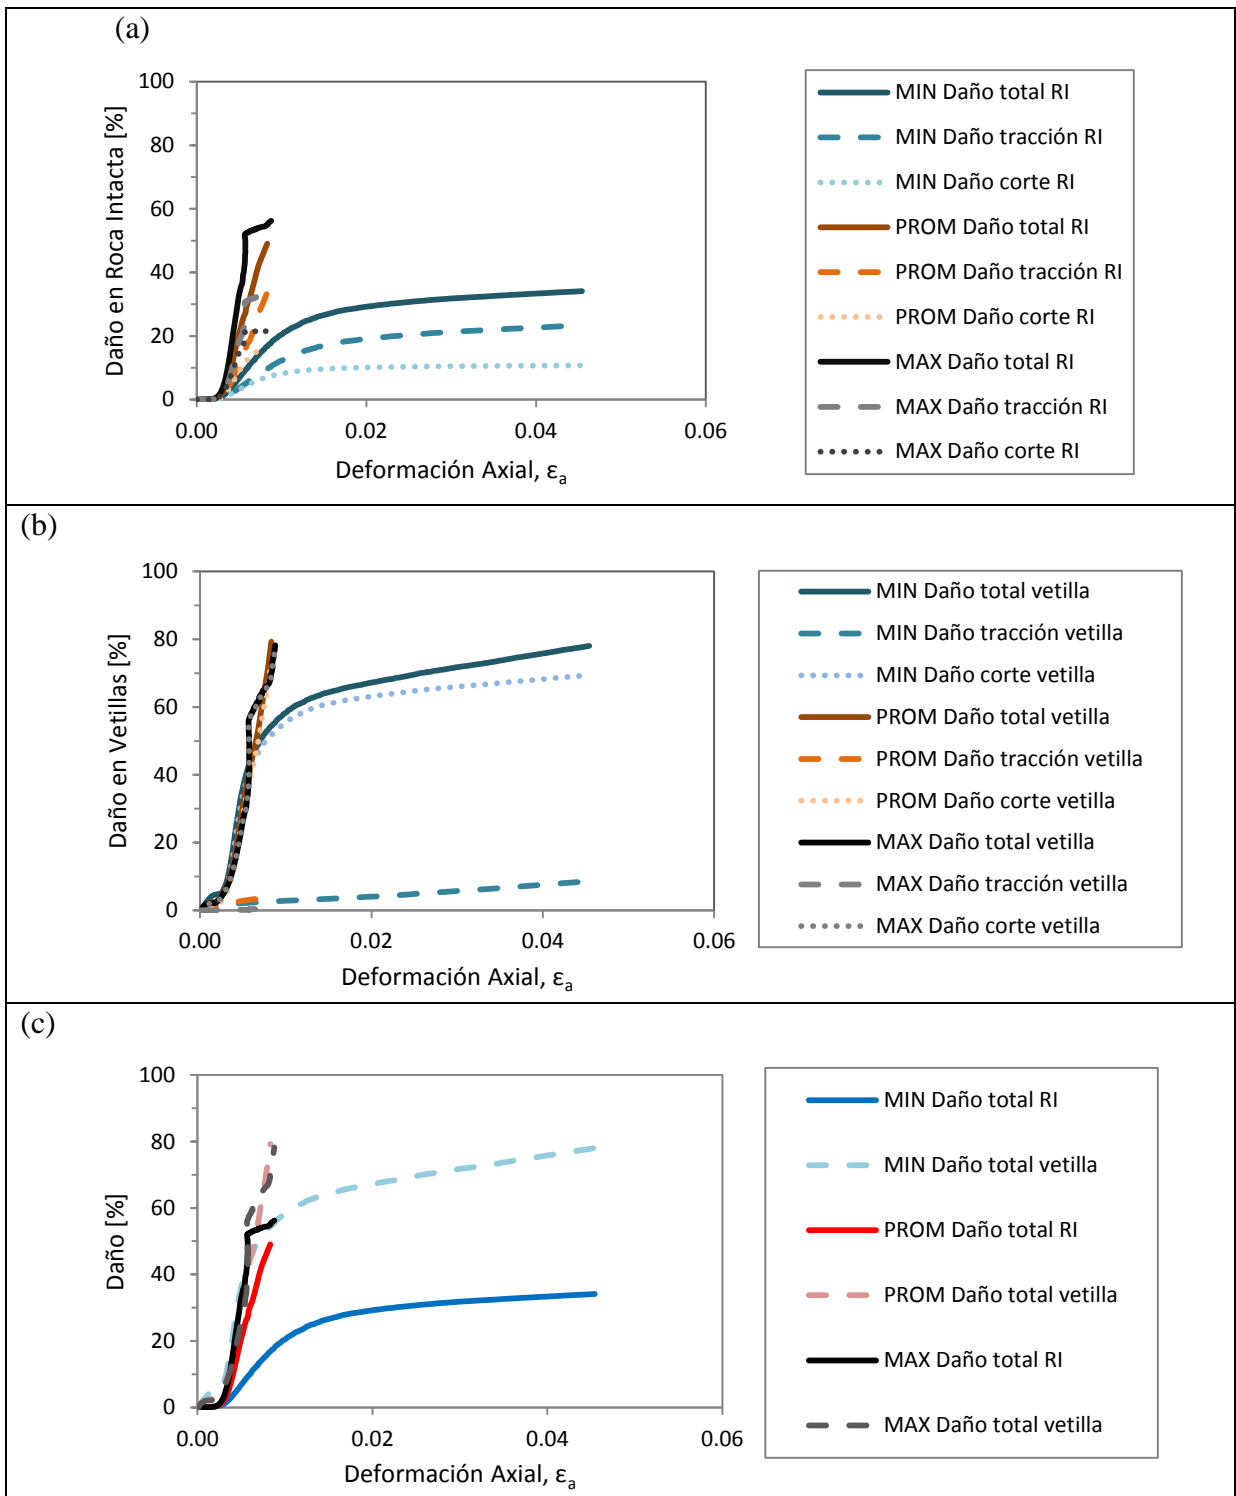 (a)
100
80
60
40
20
0
0.00 0.02 0.04 0.06
Daño en Roca Intacta [%]
Deformación Axial, εa
MIN Daño total RI
MIN Daño tracción RI
MIN Daño corte RI
PROM Daño total RI
PROM Daño tracción RI
PROM Daño corte RI
MAX Daño total RI
MAX Daño tracción RI
MAX Daño corte RI
(b)
100
80
60
40
20
0
0.00 0.02 0.04 0.06
Daño en Vetillas [%]
Deformación Axial, εa
MIN Daño total vetilla
MIN Daño tracción vetilla
MIN Daño corte vetilla
PROM Daño total vetilla
PROM Daño tracción vetilla
PROM Daño corte vetilla
MAX Daño total vetilla
MAX Daño tracción vetilla
MAX Daño corte vetilla
(c)
100
80
60
40
20
0
0.00 0.02 0.04 0.06
Daño [%]
Deformación Axial, εa
MIN Daño total RI
MIN Daño total vetilla
PROM Daño total RI
PROM Daño total vetilla
MAX Daño total RI
MAX Daño total vetilla